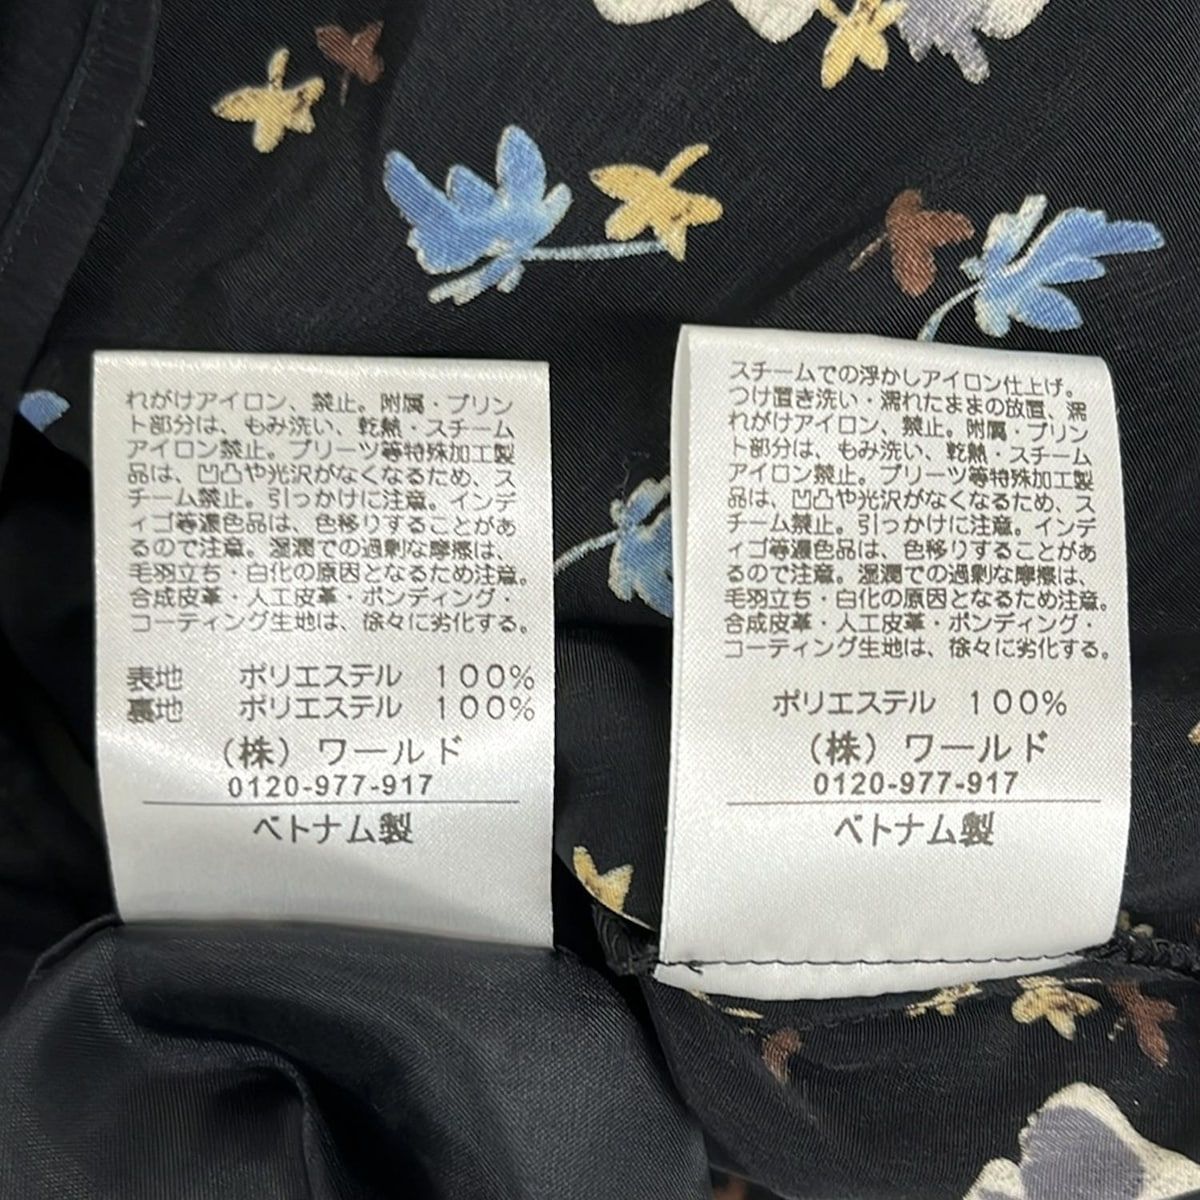 れがけアイロン、禁止。附属・プリン
ト部分は、もみ洗い、乾熱・スチーム
アイロン禁止。プリーツ等特殊加工製
品は、凹凸や光沢がなくなるため、ス
チーム禁止。引っかけに注意。インデ
ィゴ等濃色品は、色移りすることがあ
るので注意。湿潤での過剰な摩擦は、
毛羽立ち・白化の原因となるため注意。
合成皮革・人工皮革・ボンディング・
コーティング生地は、徐々に劣化する。
表地 ポリエステル 100%
裏地 ポリエステル 100%
(株) ワールド
0120-977-917
ベトナム製
スチームでの浮かしアイロン仕上げ。
つけ置き洗い・濡れたままの放置、濡
れがけアイロン、禁止。附属・プリン
ト部分は、もみ洗い、乾熱・スチーム
アイロン禁止。プリーツ等特殊加工製
品は、凹凸や光沢がなくなるため、ス
チーム禁止。引っかけに注意。インデ
ィゴ等濃色品は、色移りすることがあ
るので注意。湿潤での過剰な摩擦は、
毛羽立ち・白化の原因となるため注意。
合成皮革・人工皮革・ボンディング・
コーティング生地は、徐々に劣化する。
ポリエステル 100%
(株) ワールド
0120-977-917
ベトナム製